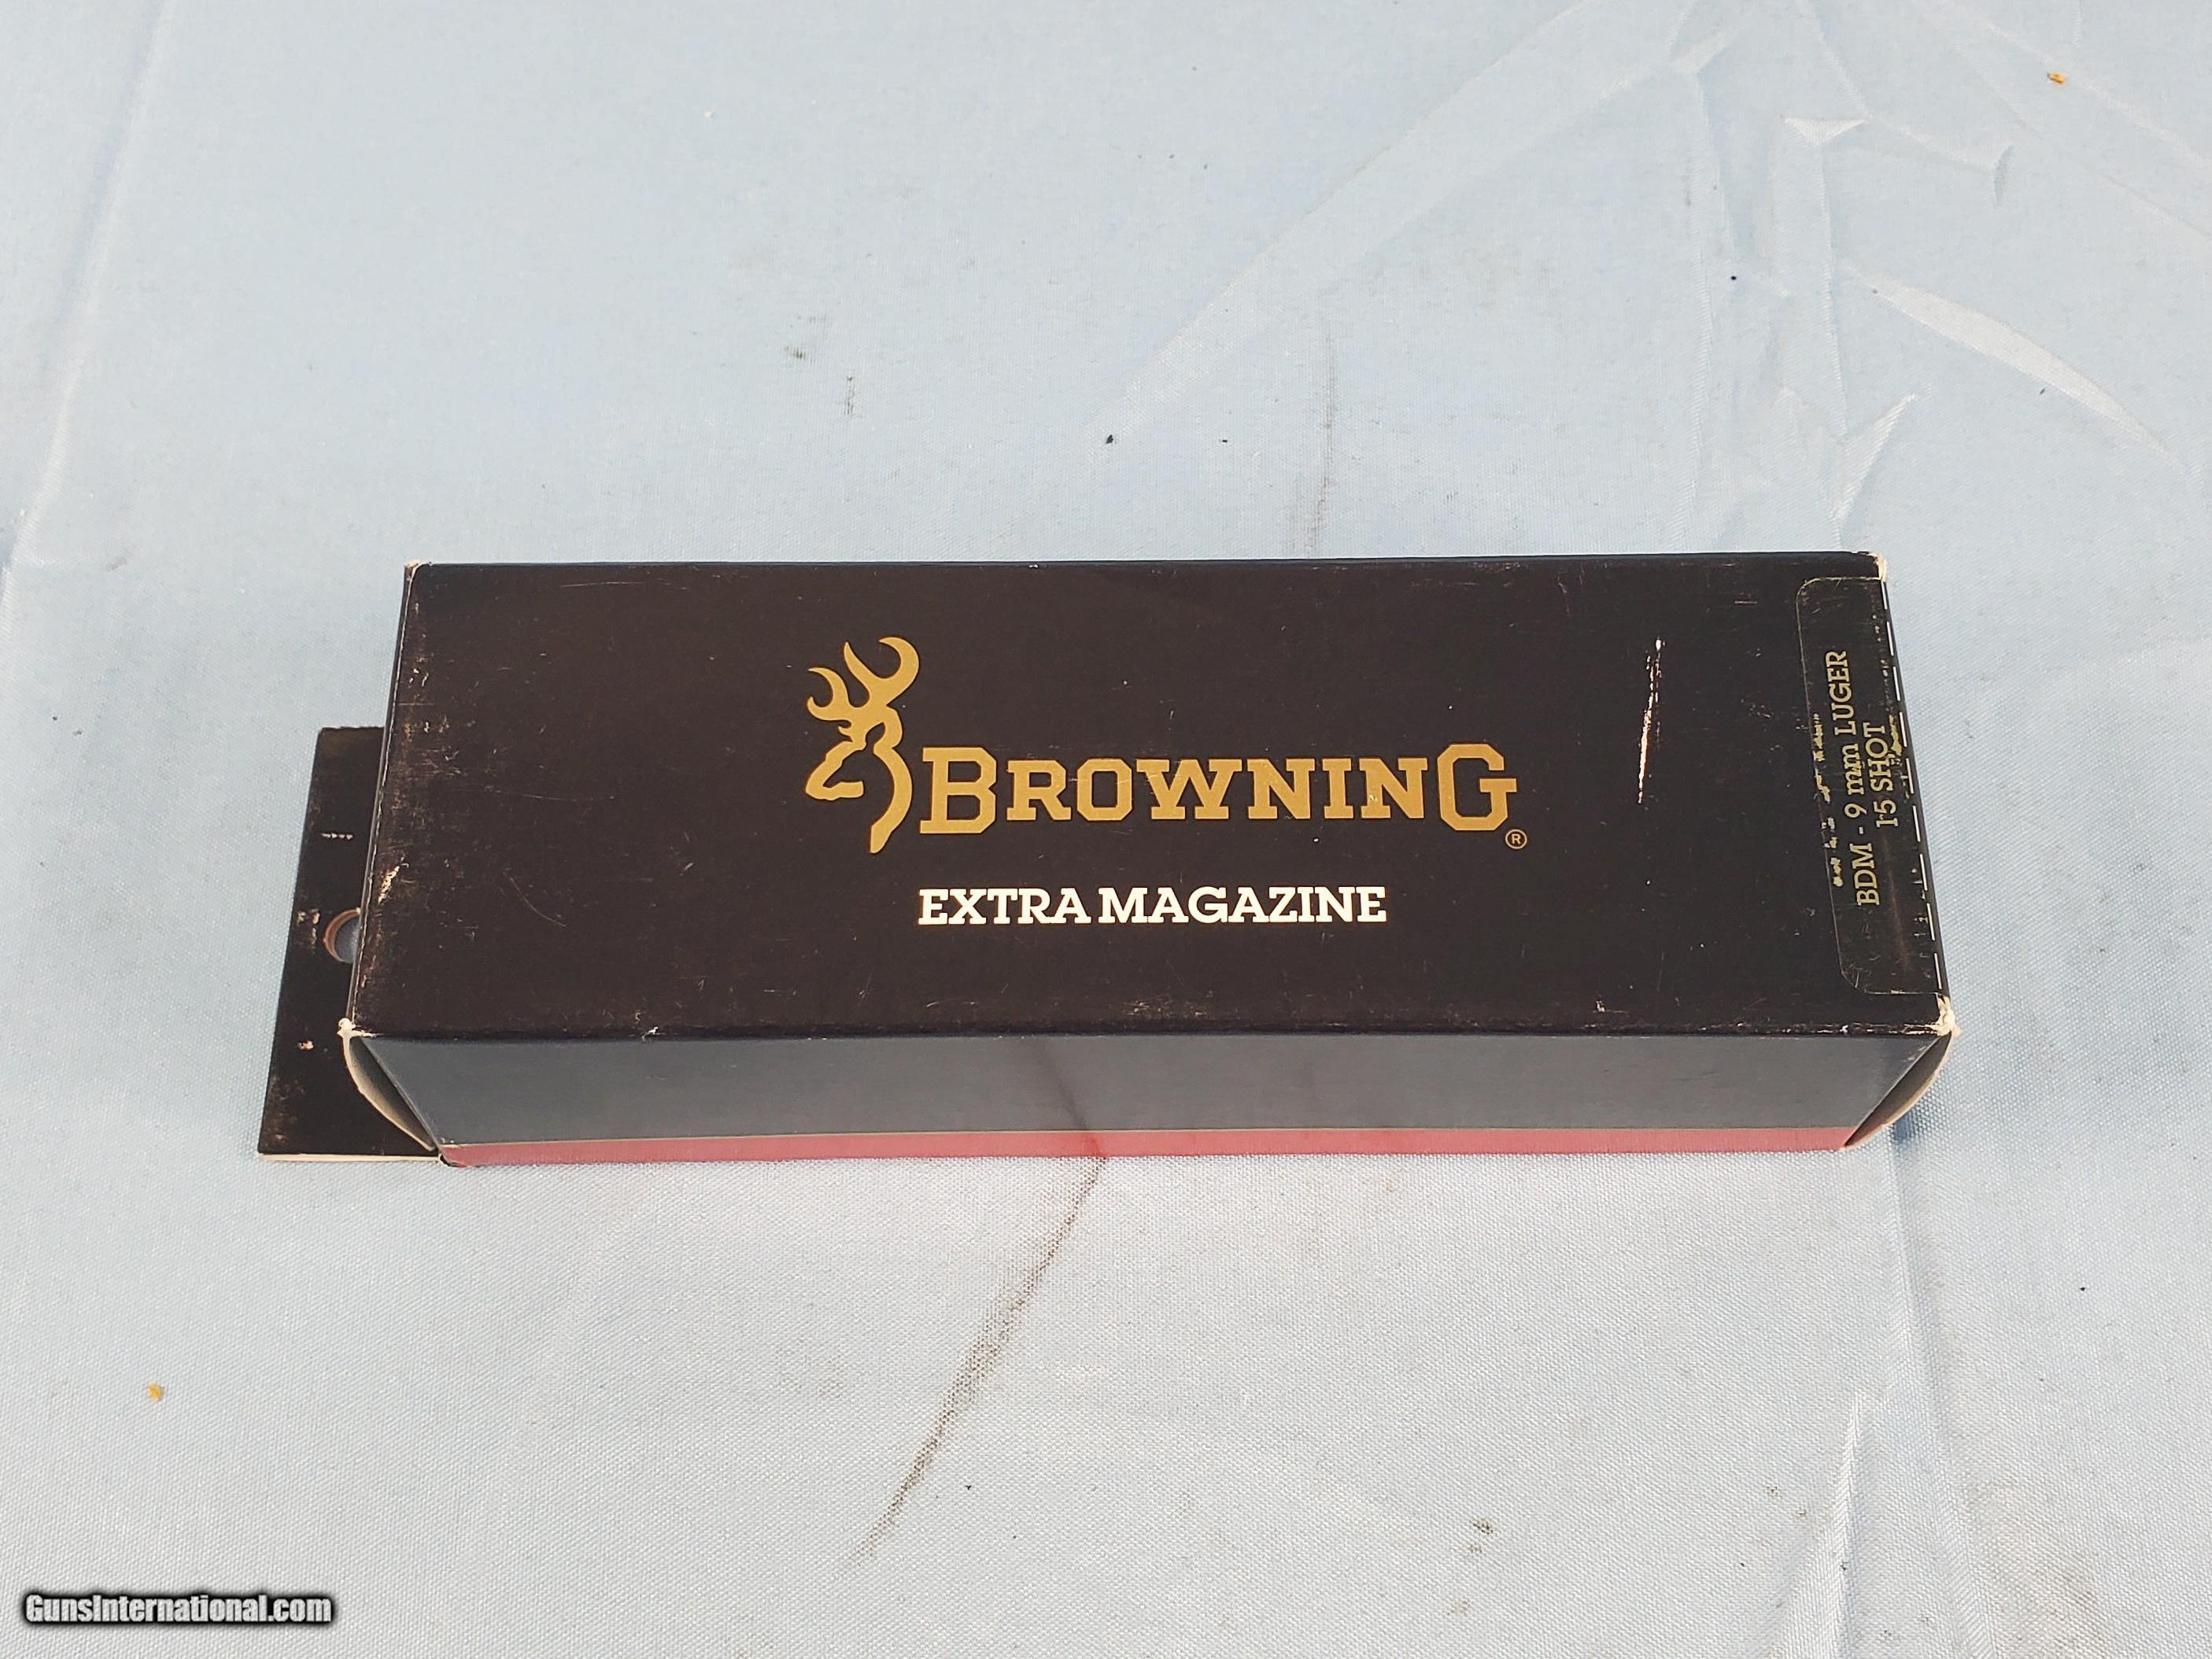 BROWNING®
EXTRA MAGAZINE
BDM - 9 mm LUGER
15 SHOT
GunsInternational.com